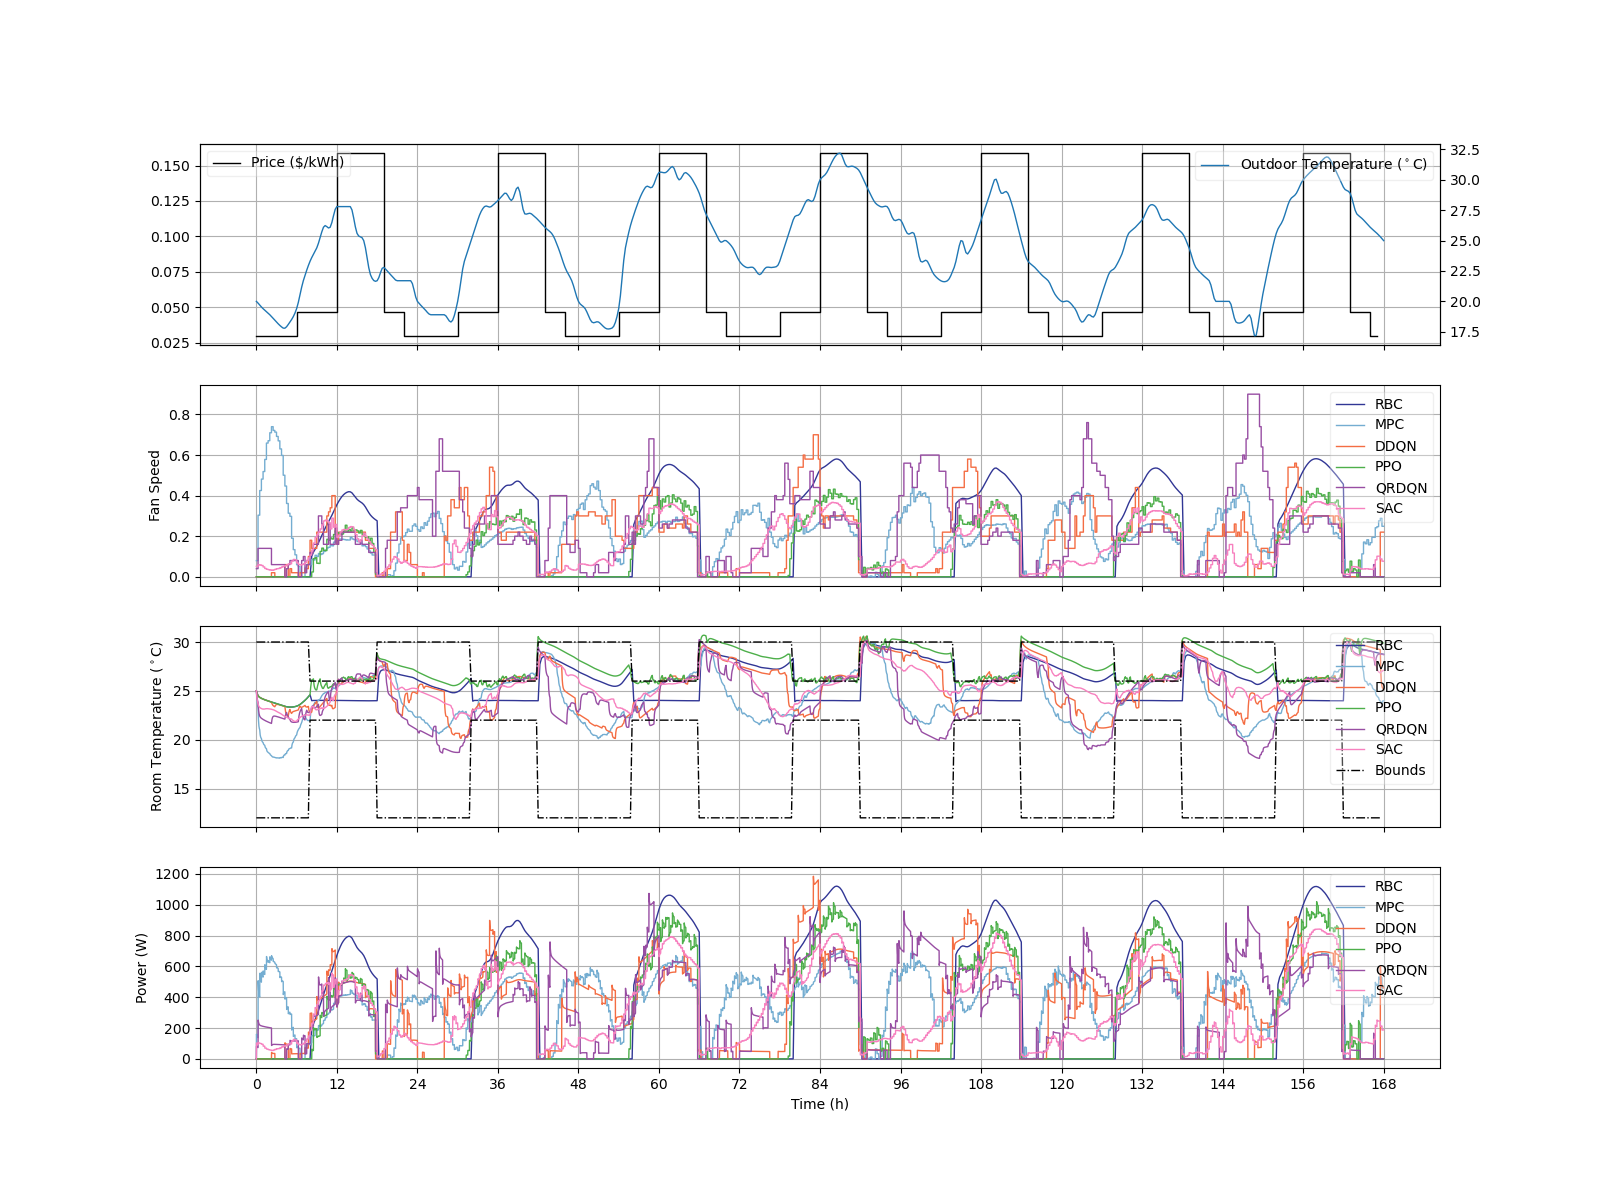 Price ($/kWh)
Outdoor Temperature (°C)
0.150
0.125
0.100
0.075
0.050
0.025
32.5
30.0
27.5
25.0
22.5
20.0
17.5
Fan Speed
0.8
0.6
0.4
0.2
0.0
RBC
MPC
DDQN
PPO
QRDQN
SAC
Room Temperature (°C)
30
25
20
15
RBC
MPC
DDQN
PPO
QRDQN
SAC
Bounds
Power (W)
1200
1000
800
600
400
200
0
RBC
MPC
DDQN
PPO
QRDQN
SAC
0 12 24 36 48 60 72 84 96 108 120 132 144 156 168
Time (h)